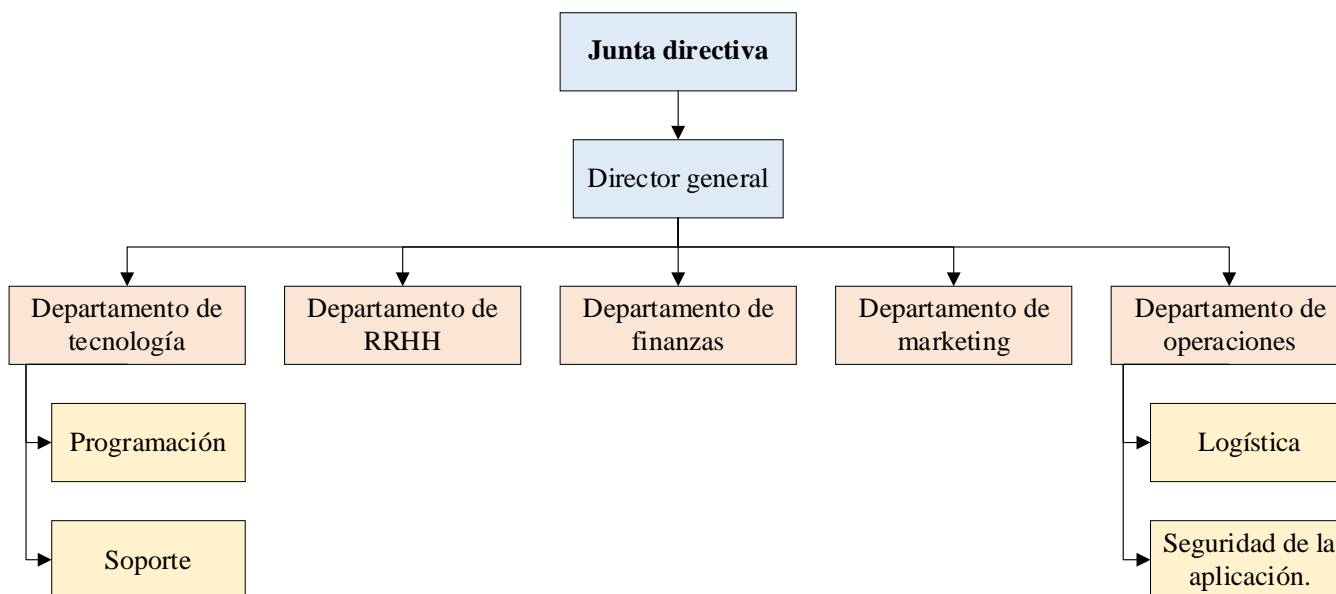 Junta directiva
Director general
Departamento de
tecnología
Departamento de
RRHH
Departamento de
finanzas
Departamento de
marketing
Departamento de
operaciones
Programación
Logística
Soporte
Seguridad de la
aplicación.